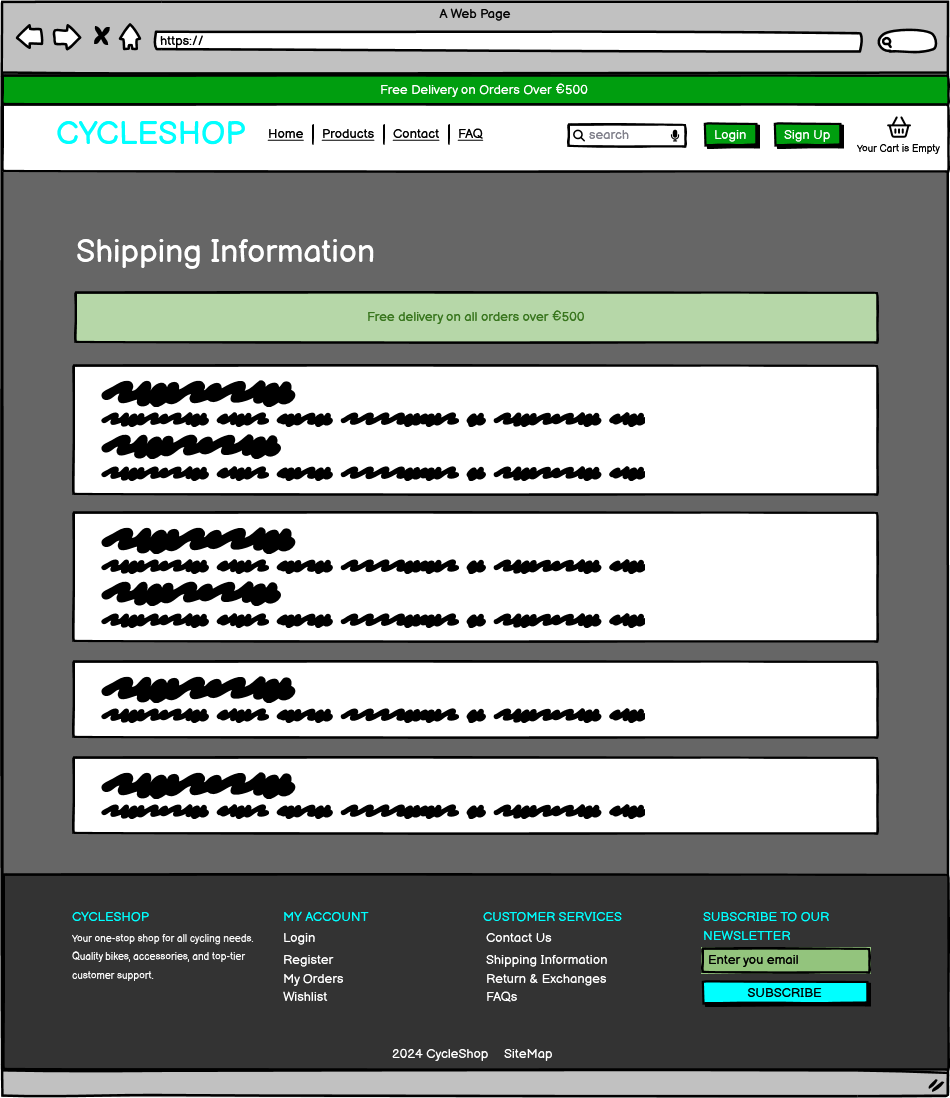 A Web Page
https://
Free Delivery on Orders Over €500
CYCLESHOP
Home
Products
Contact
FAQ
search
Login
Sign Up
Your Cart is Empty
Shipping Information
Free delivery on all orders over €500
CYCLESHOP
Your one-stop shop for all cycling needs.
Quality bikes, accessories, and top-tier
customer support.
MY ACCOUNT
Login
Register
My Orders
Wishlist
CUSTOMER SERVICES
Contact Us
Shipping Information
Return & Exchanges
FAQs
SUBSCRIBE TO OUR
NEWSLETTER
Enter you email
SUBSCRIBE
2024 CycleShop SiteMap